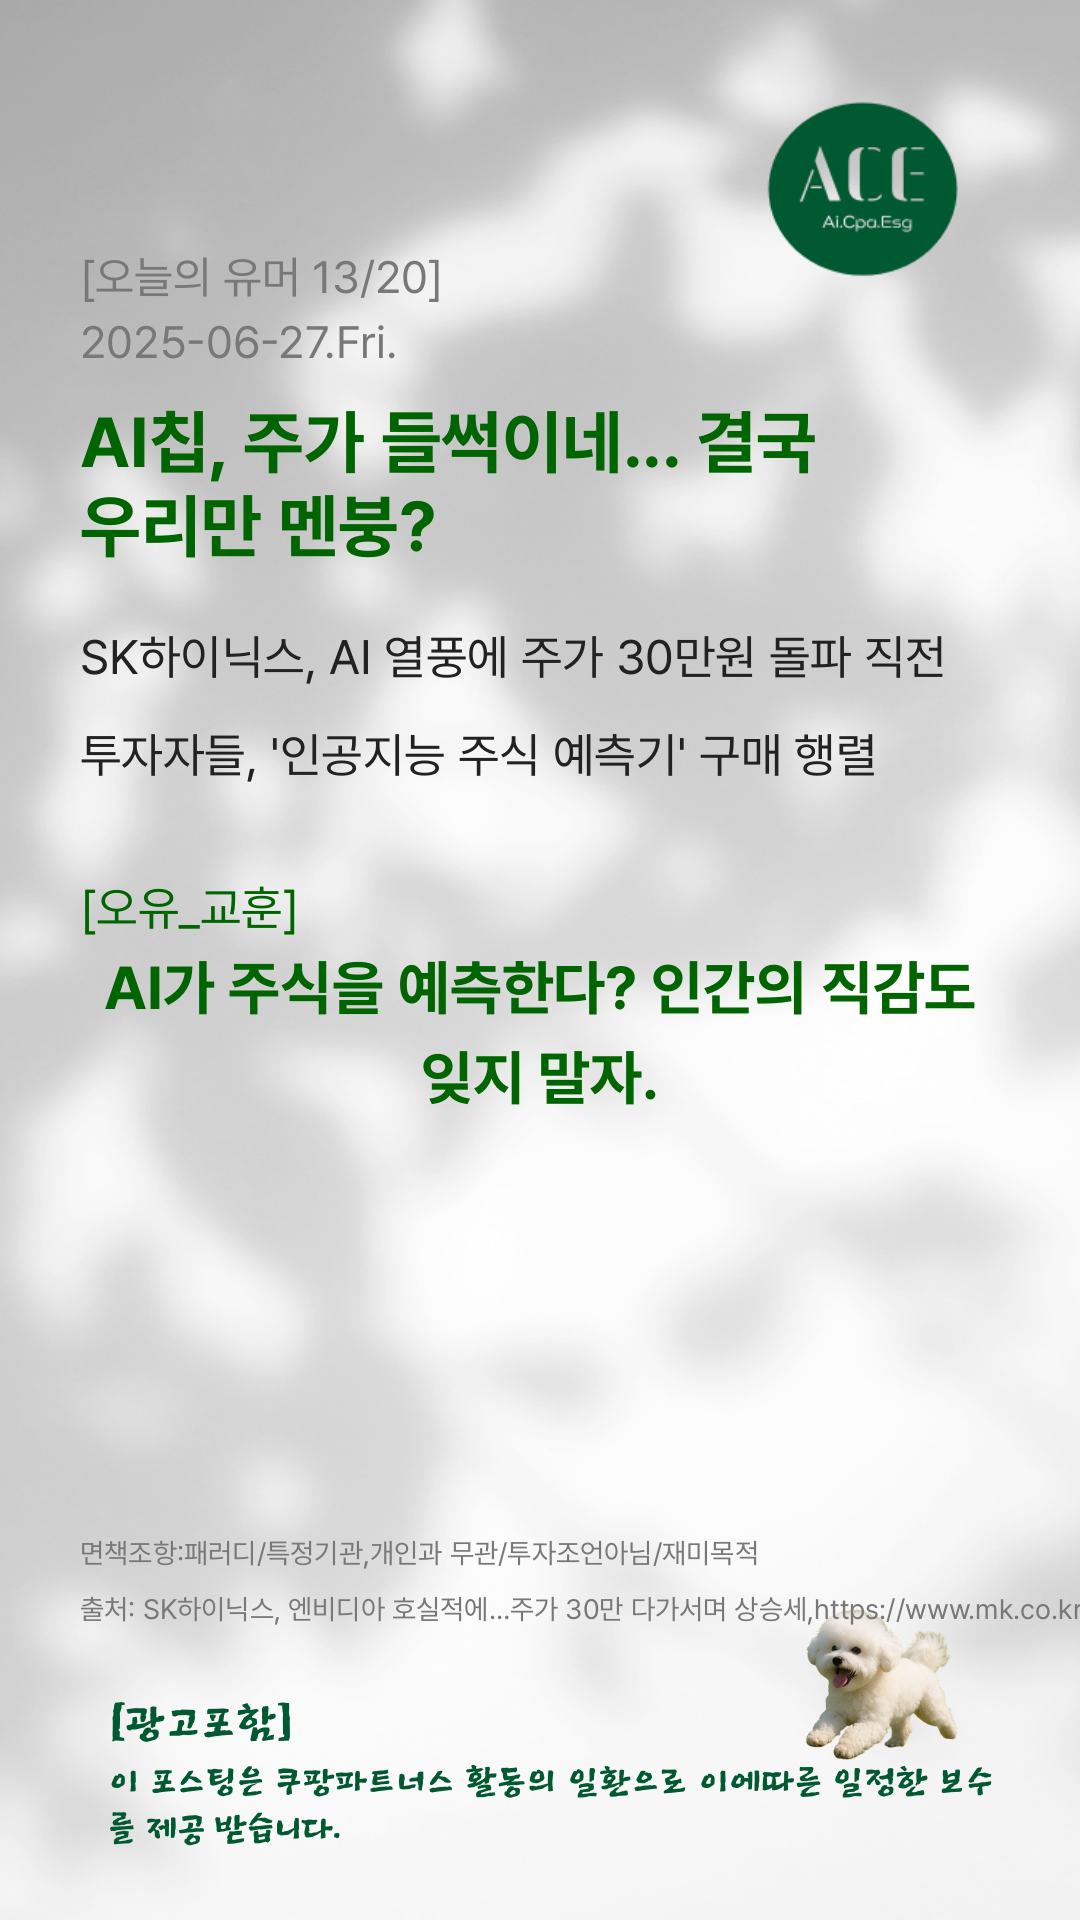 ACE
Ai.Cpa.Esg
[오늘의 유머 13/20]
2025-06-27.Fri.
AI칩, 주가 들썩이네... 결국
우리만 멘붕?
SK하이닉스, AI 열풍에 주가 30만원 돌파 직전
투자자들, '인공지능 주식 예측기' 구매 행렬
[오유_교훈]
AI가 주식을 예측한다? 인간의 직감도
잊지 말자.
면책조항:패러디/특정기관,개인과 무관/투자조언아님/재미목적
출처: SK하이닉스, 엔비디아 호실적에...주가 30만 다가서며 상승세,https://www.mk.co.kr
[광고포함]
이 포스팅은 쿠팡파트너스 활동의 일환으로 이에따른 일정한 보수
를 제공 받습니다.